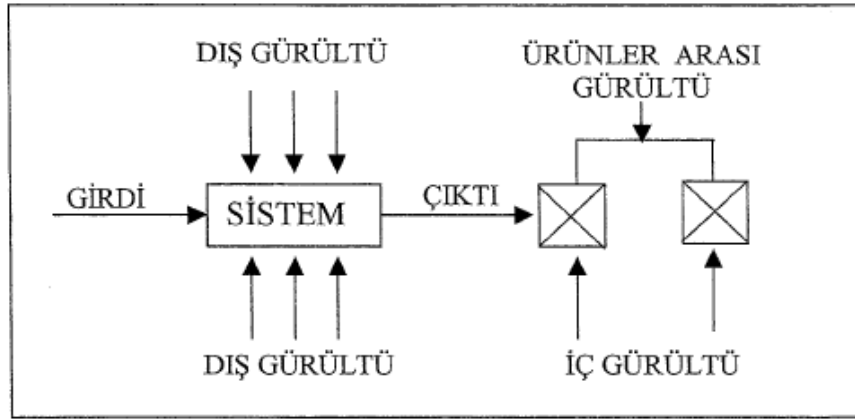 DIŞ GÜRÜLTÜ
ÜRÜNLER ARASI
GÜRÜLTÜ
GİRDİ
SİSTEM
ÇIKTI
DIŞ GÜRÜLTÜ
İÇ GÜRÜLTÜ